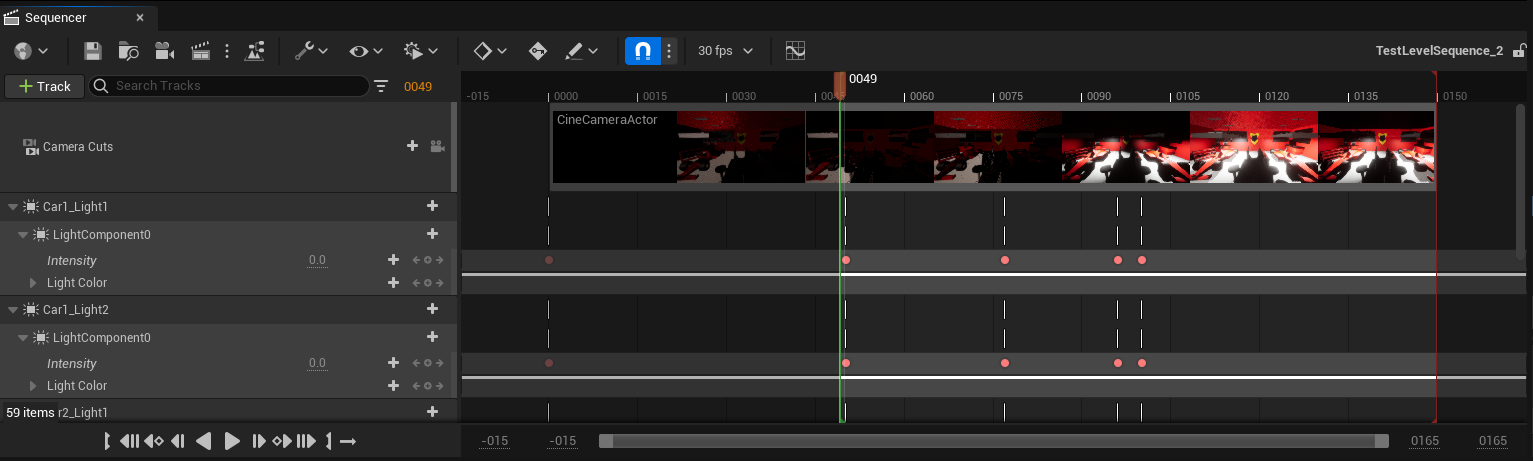 Sequencer
30 fps
TestLevelSequence_2
Track
Search Tracks
0049
0049
-015
0000
0015
0030
0060
0075
0090
0105
0120
0135
0150
CineCameraActor
Camera Cuts
Car1_Light1
LightComponent0
Intensity
0.0
Light Color
Car1_Light2
LightComponent0
Intensity
0.0
Light Color
59 items
r2_Light1
-015
-015
0165
0165